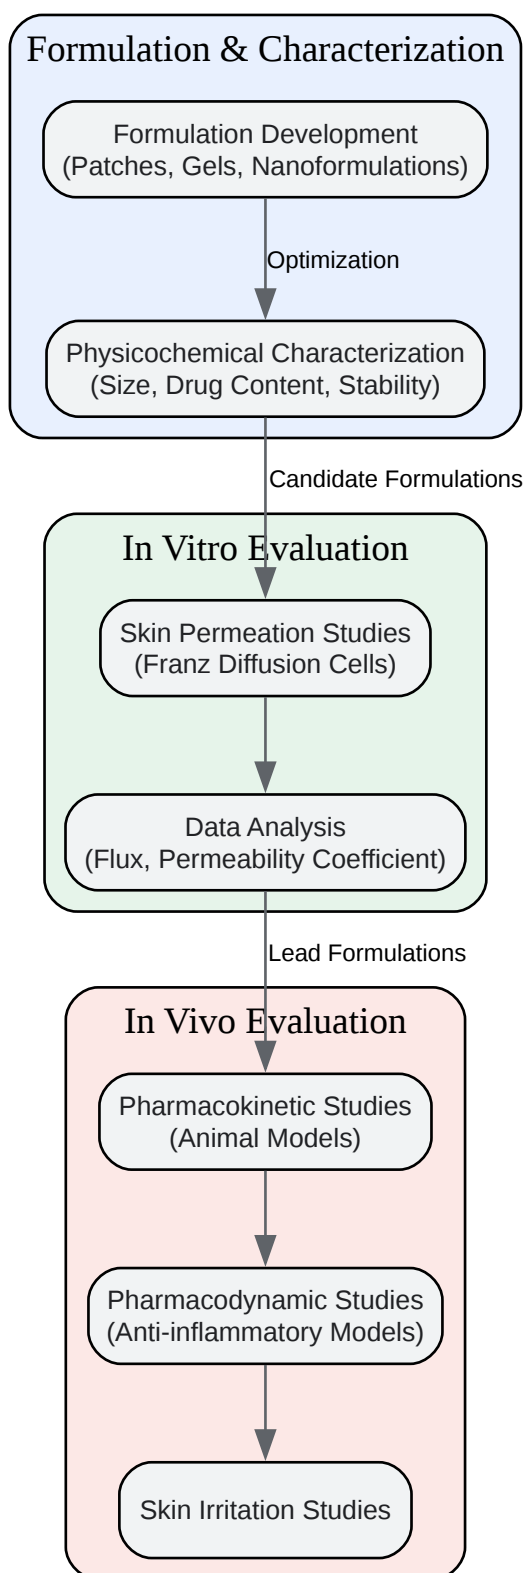 Formulation & Characterization
Formulation Development
(Patches, Gels, Nanoformulations)
Optimization
Physicochemical Characterization
(Size, Drug Content, Stability)
Candidate Formulations
In Vitro Evaluation
Skin Permeation Studies
(Franz Diffusion Cells)
Data Analysis
(Flux, Permeability Coefficient)
Lead Formulations
In Vivo Evaluation
Pharmacokinetic Studies
(Animal Models)
Pharmacodynamic Studies
(Anti-inflammatory Models)
Skin Irritation Studies